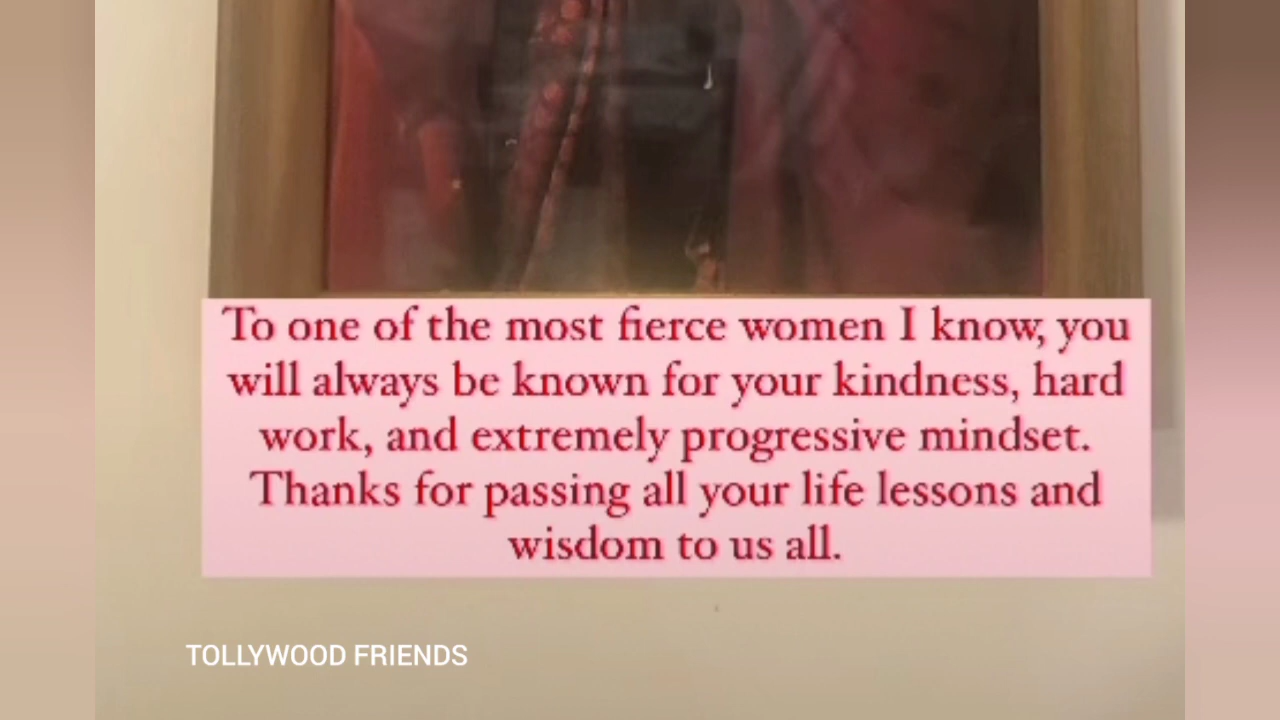 To one of the most fierce women I know, you
will always be known for your kindness, hard
work, and extremely progressive mindset.
Thanks for passing all your life lessons and
wisdom to us all.
TOLLYWOOD FRIENDS